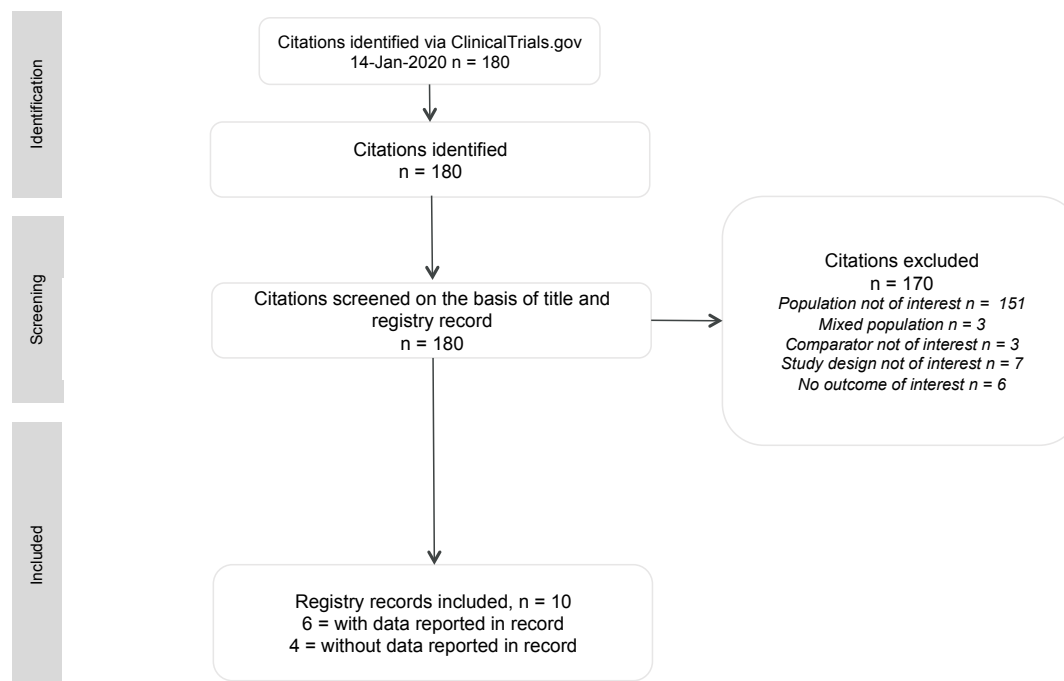 Identification
Citations identified via ClinicalTrials.gov
14-Jan-2020 n = 180
Citations identified
n = 180
Screening
Citations screened on the basis of title and
registry record
n = 180
Citations excluded
n = 170
Population not of interest n = 151
Mixed population n = 3
Comparator not of interest n = 3
Study design not of interest n = 7
No outcome of interest n = 6
Included
Registry records included, n = 10
6 = with data reported in record
4 = without data reported in record